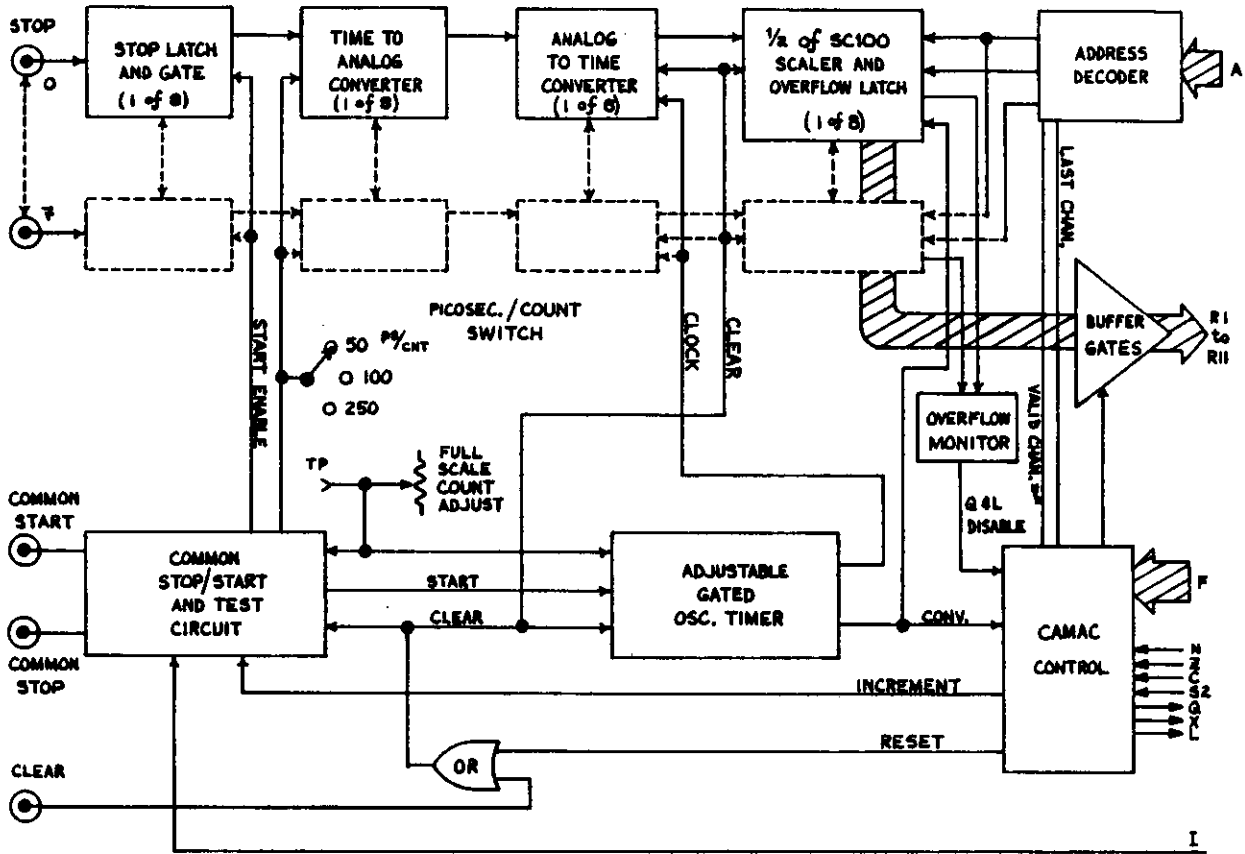 STOP
0
STOP LATCH
AND GATE
(1 of 8)
TIME TO
ANALOG
CONVERTER
(1 of 8)
ANALOG
TO TIME
CONVERTER
(1 of 8)
1/2 of SC100
SCALER AND
OVERFLOW LATCH
(1 of 8)
ADDRESS
DECODER
A
7
LAST CHAN.
PICOSEC./COUNT
SWITCH
START ENABLE
50 PS/CNT
100
250
CLOCK
CLEAR
BUFFER
GATES
R1
to
R11
OVERFLOW
MONITOR
VALID CHAN.
TP
FULL
SCALE
COUNT
ADJUST
Q & L
DISABLE
COMMON
START
COMMON
STOP/START
AND TEST
CIRCUIT
START
CLEAR
ADJUSTABLE
GATED
OSC. TIMER
CONV.
CAMAC
CONTROL
F
N
Z
C
S2
Q
X
L
COMMON
STOP
INCREMENT
RESET
OR
CLEAR
I